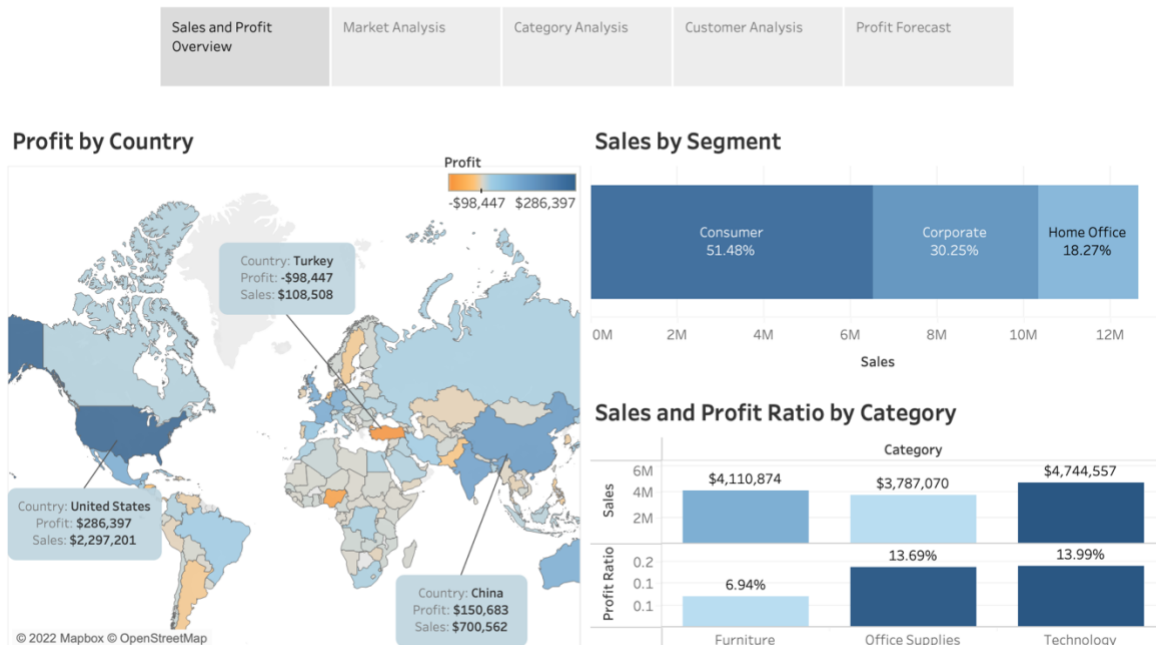 Sales and Profit
Overview
Market Analysis
Category Analysis
Customer Analysis
Profit Forecast
Profit by Country
Profit
-$98,447 $286,397
Country: Turkey
Profit: -$98,447
Sales: $108,508
Country: United States
Profit: $286,397
Sales: $2,297,201
Country: China
Profit: $150,683
Sales: $700,562
© 2022 Mapbox © OpenStreetMap
Sales by Segment
Consumer
51.48%
Corporate
30.25%
Home Office
18.27%
0M 2M 4M 6M 8M 10M 12M
Sales
Sales and Profit Ratio by Category
Category
Sales
6M
4M
2M
$4,110,874
$3,787,070
$4,744,557
Profit Ratio
0.2
0.1
0.1
6.94%
13.69%
13.99%
Furniture
Office Supplies
Technology